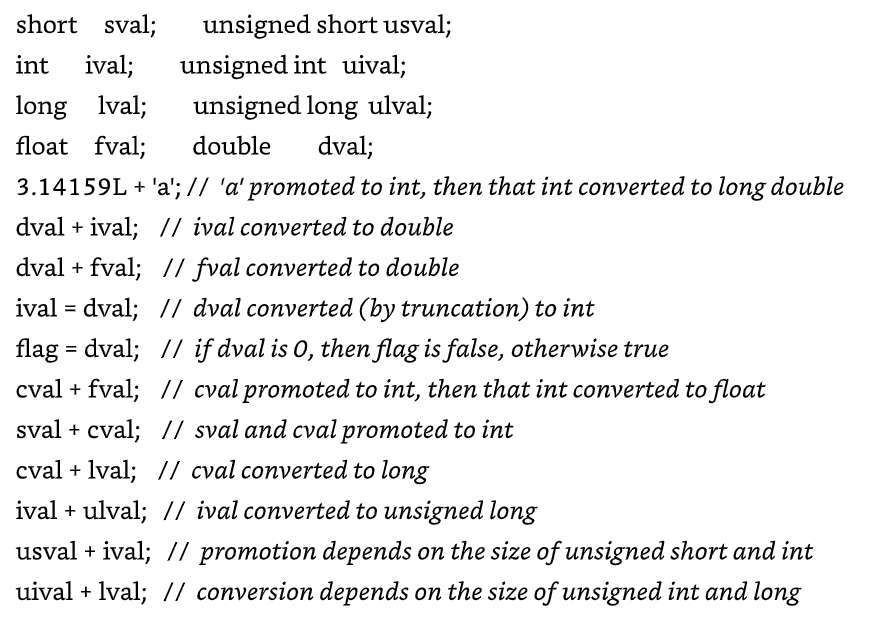 short sval; unsigned short usval;
int ival; unsigned int uival;
long lval; unsigned long ulval;
float fval; double dval;
3.14159L + 'a'; // 'a' promoted to int, then that int converted to long double
dval + ival; // ival converted to double
dval + fval; // fval converted to double
ival = dval; // dval converted (by truncation) to int
flag = dval; // if dval is 0, then flag is false, otherwise true
cval + fval; // cval promoted to int, then that int converted to float
sval + cval; // sval and cval promoted to int
cval + lval; // cval converted to long
ival + ulval; // ival converted to unsigned long
usval + ival; // promotion depends on the size of unsigned short and int
uival + lval; // conversion depends on the size of unsigned int and long